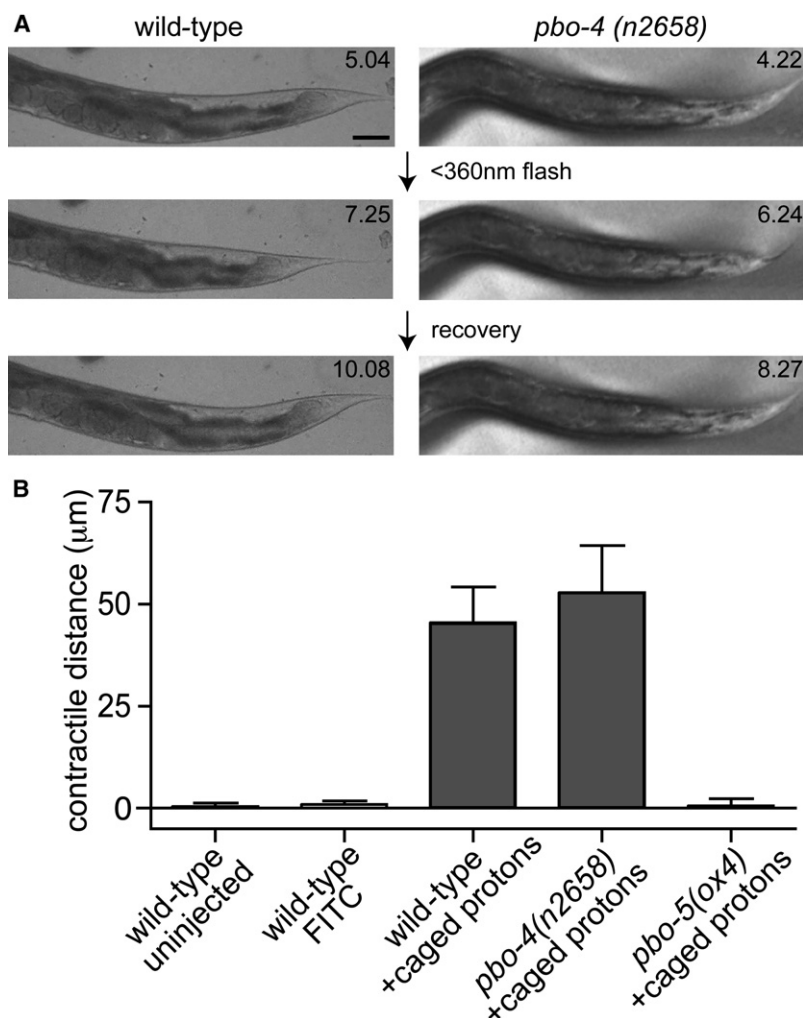 A
wild-type
pbo-4 (n2658)
5.04
4.22
<360nm flash
7.25
6.24
recovery
10.08
8.27
B
contractile distance (μm)
75
50
25
0
wild-type
uninjected
wild-type
FITC
wild-type
+caged protons
pbo-4(n2658)
+caged protons
pbo-5(ox4)
+caged protons